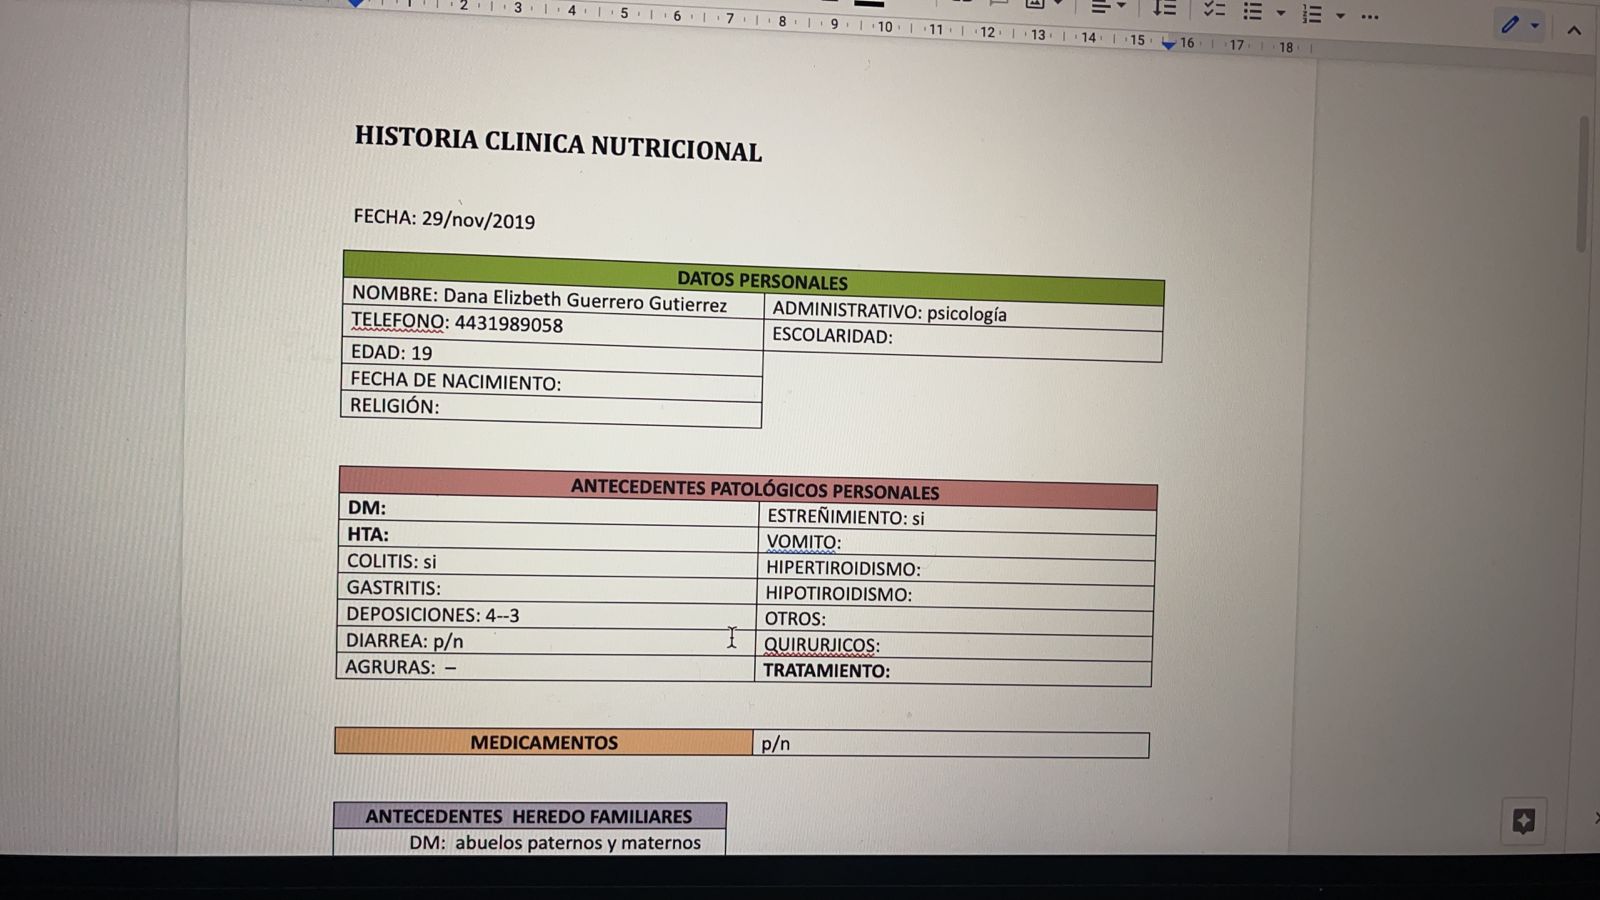 1 2 3 4 5 6 7 8 9 10 11 12 13 14 15 16 17 18
HISTORIA CLINICA NUTRICIONAL
FECHA: 29/nov/2019
DATOS PERSONALES
NOMBRE: Dana Elizbeth Guerrero Gutierrez
ADMINISTRATIVO: psicología
TELEFONO: 4431989058
ESCOLARIDAD:
EDAD: 19
FECHA DE NACIMIENTO:
RELIGIÓN:
ANTECEDENTES PATOLÓGICOS PERSONALES
DM:
ESTREÑIMIENTO: si
HTA:
VOMITO:
COLITIS: si
HIPERTIROIDISMO:
GASTRITIS:
HIPOTIROIDISMO:
DEPOSICIONES: 4--3
OTROS:
DIARREA: p/n
QUIRURJICOS:
AGRURAS: –
TRATAMIENTO:
MEDICAMENTOS
p/n
ANTECEDENTES HEREDO FAMILIARES
DM: abuelos paternos y maternos